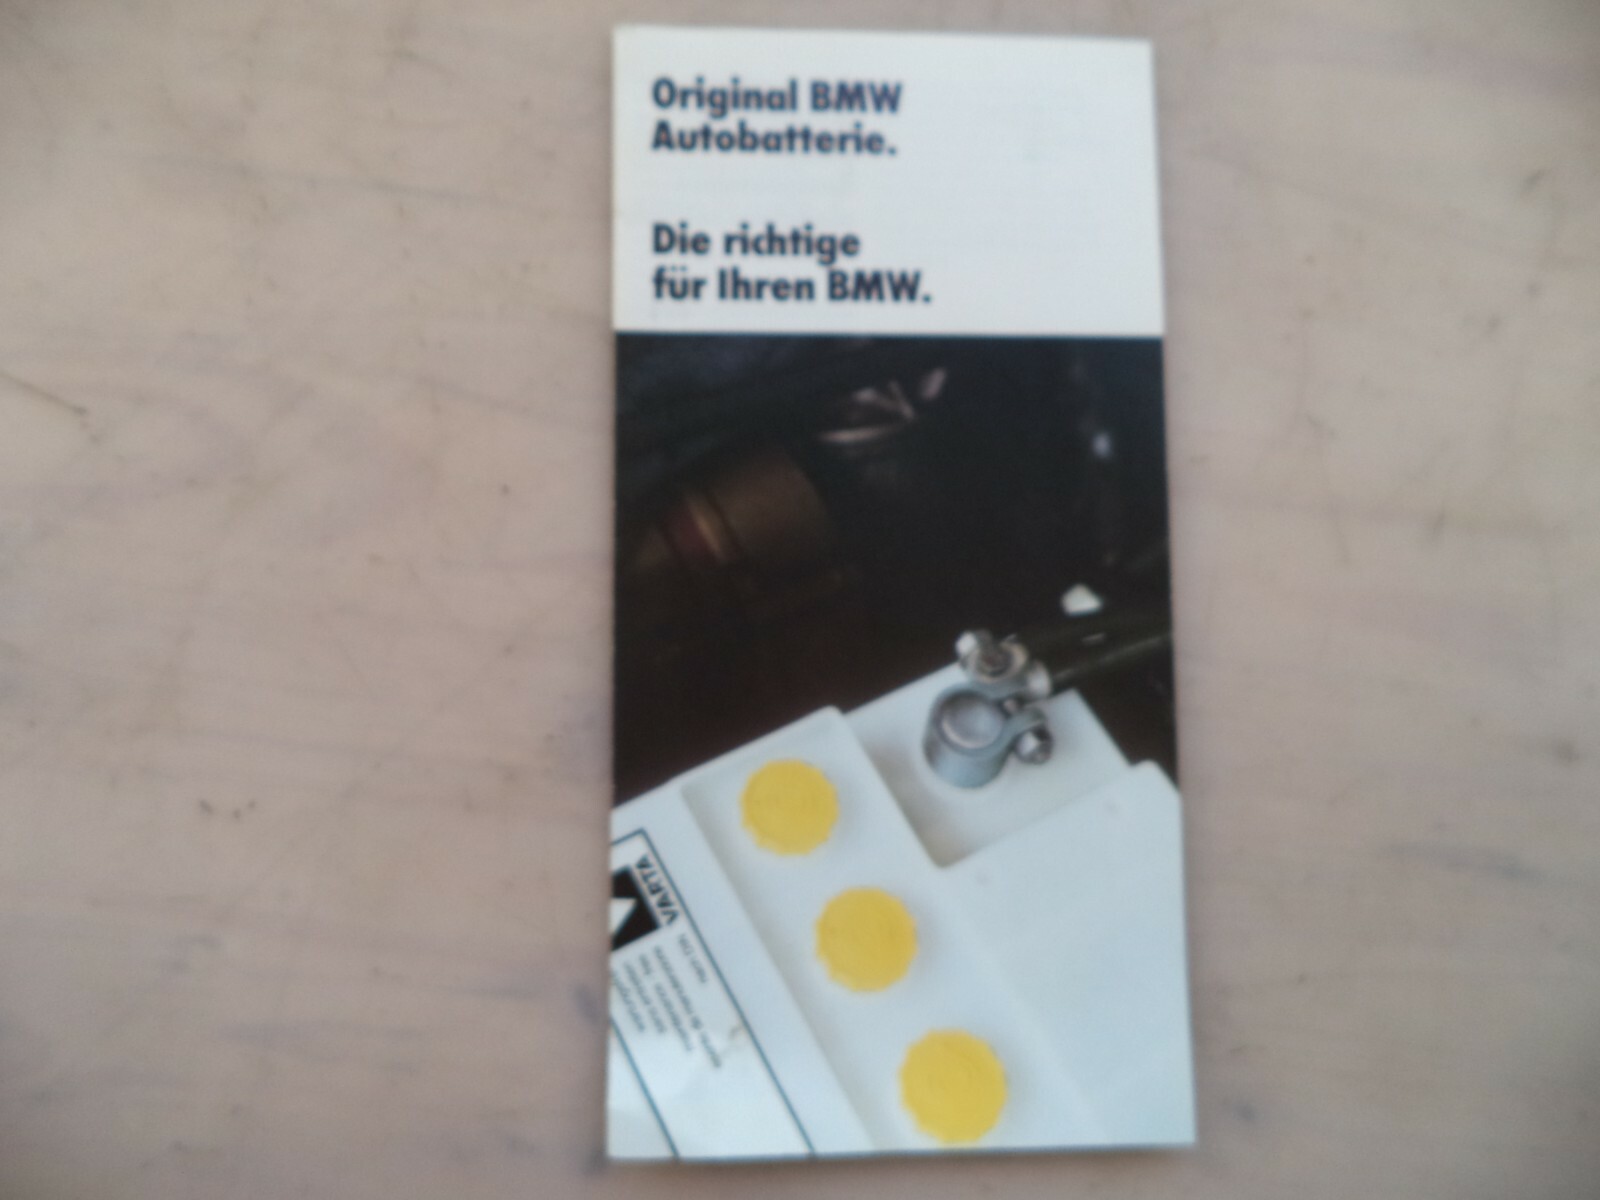 Original BMW
Autobatterie.
Die richtige
für Ihren BMW.
VARTA